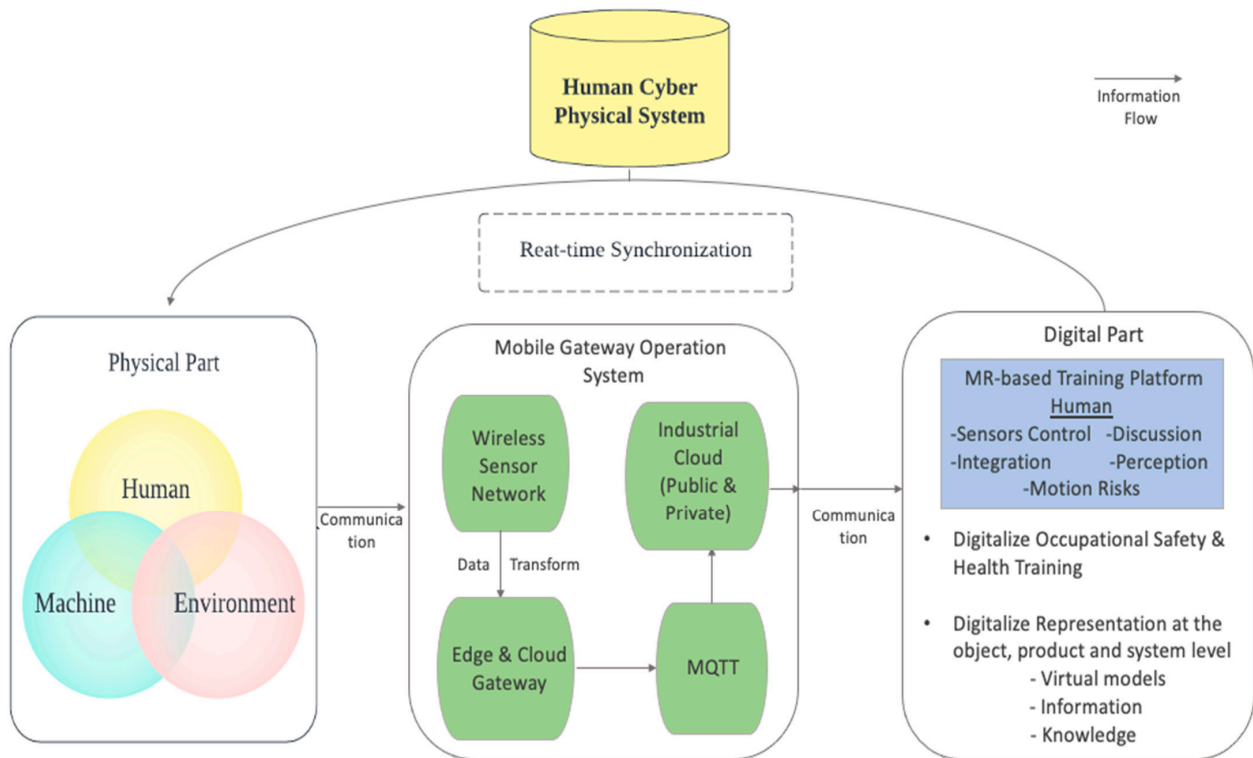 Human Cyber
Physical System
Information
Flow
Reat-time Synchronization
Physical Part
Human
Machine
Environment
Communica
tion
Mobile Gateway Operation
System
Wireless
Sensor
Network
Data
Transform
Edge & Cloud
Gateway
MQTT
Industrial
Cloud
(Public &
Private)
Communica
tion
Digital Part
MR-based Training Platform
Human
-Sensors Control -Discussion
-Integration -Perception
-Motion Risks
• Digitalize Occupational Safety &
Health Training
• Digitalize Representation at the
object, product and system level
- Virtual models
- Information
- Knowledge